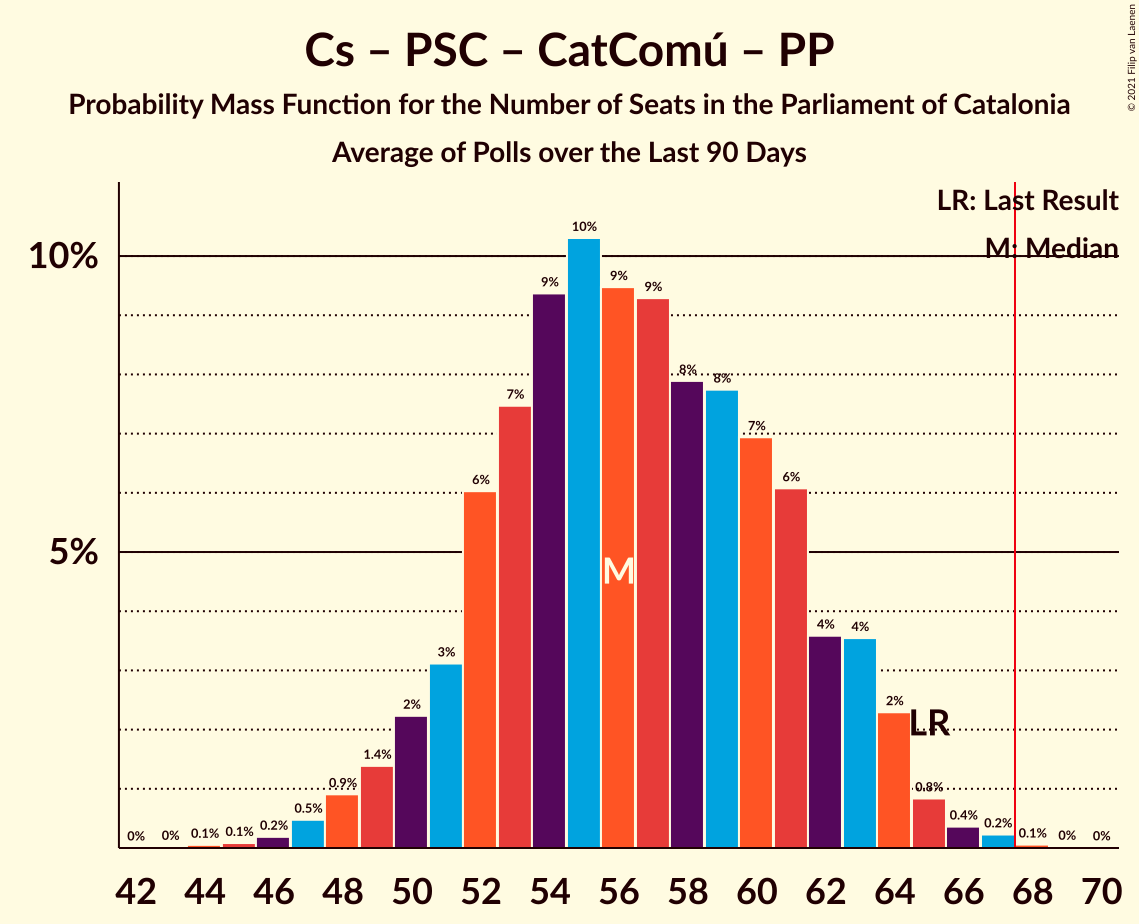 © 2021 Filip van Laenen
Cs – PSC – CatComú – PP
Probability Mass Function for the Number of Seats in the Parliament of Catalonia
Average of Polls over the Last 90 Days
LR: Last Result
M: Median
10%
5%
0% 0% 0.1% 0.1% 0.2% 0.5% 0.9% 1.4% 2% 3% 6% 7% 9% 10% 9% 9% 8% 8% 7% 6% 4% 4% 2% 0.8% 0.4% 0.2% 0.1% 0% 0%
M
LR
42 44 46 48 50 52 54 56 58 60 62 64 66 68 70